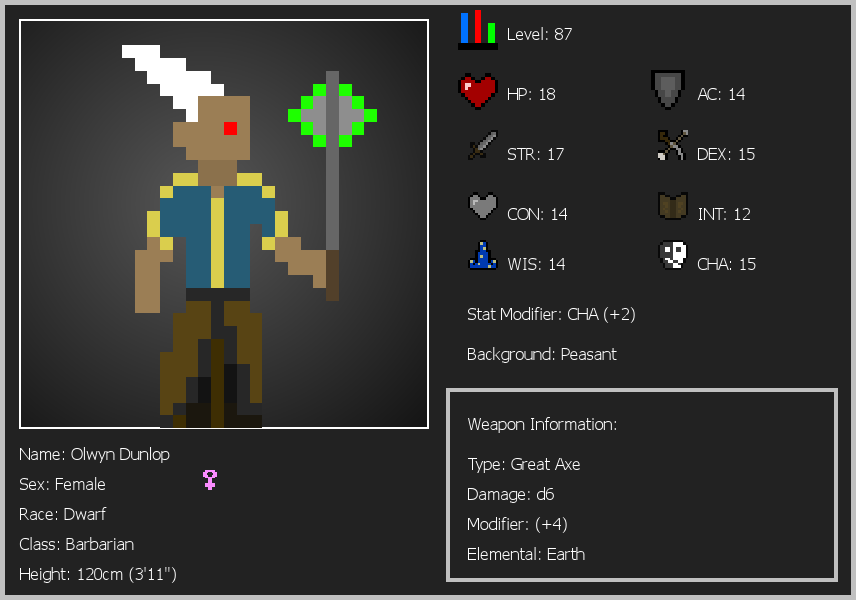 Level: 87
HP: 18
AC: 14
STR: 17
DEX: 15
CON: 14
INT: 12
WIS: 14
CHA: 15
Stat Modifier: CHA (+2)
Background: Peasant
Weapon Information:
Type: Great Axe
Damage: d6
Modifier: (+4)
Elemental: Earth
Name: Olwyn Dunlop
Sex: Female
Race: Dwarf
Class: Barbarian
Height: 120cm (3'11")